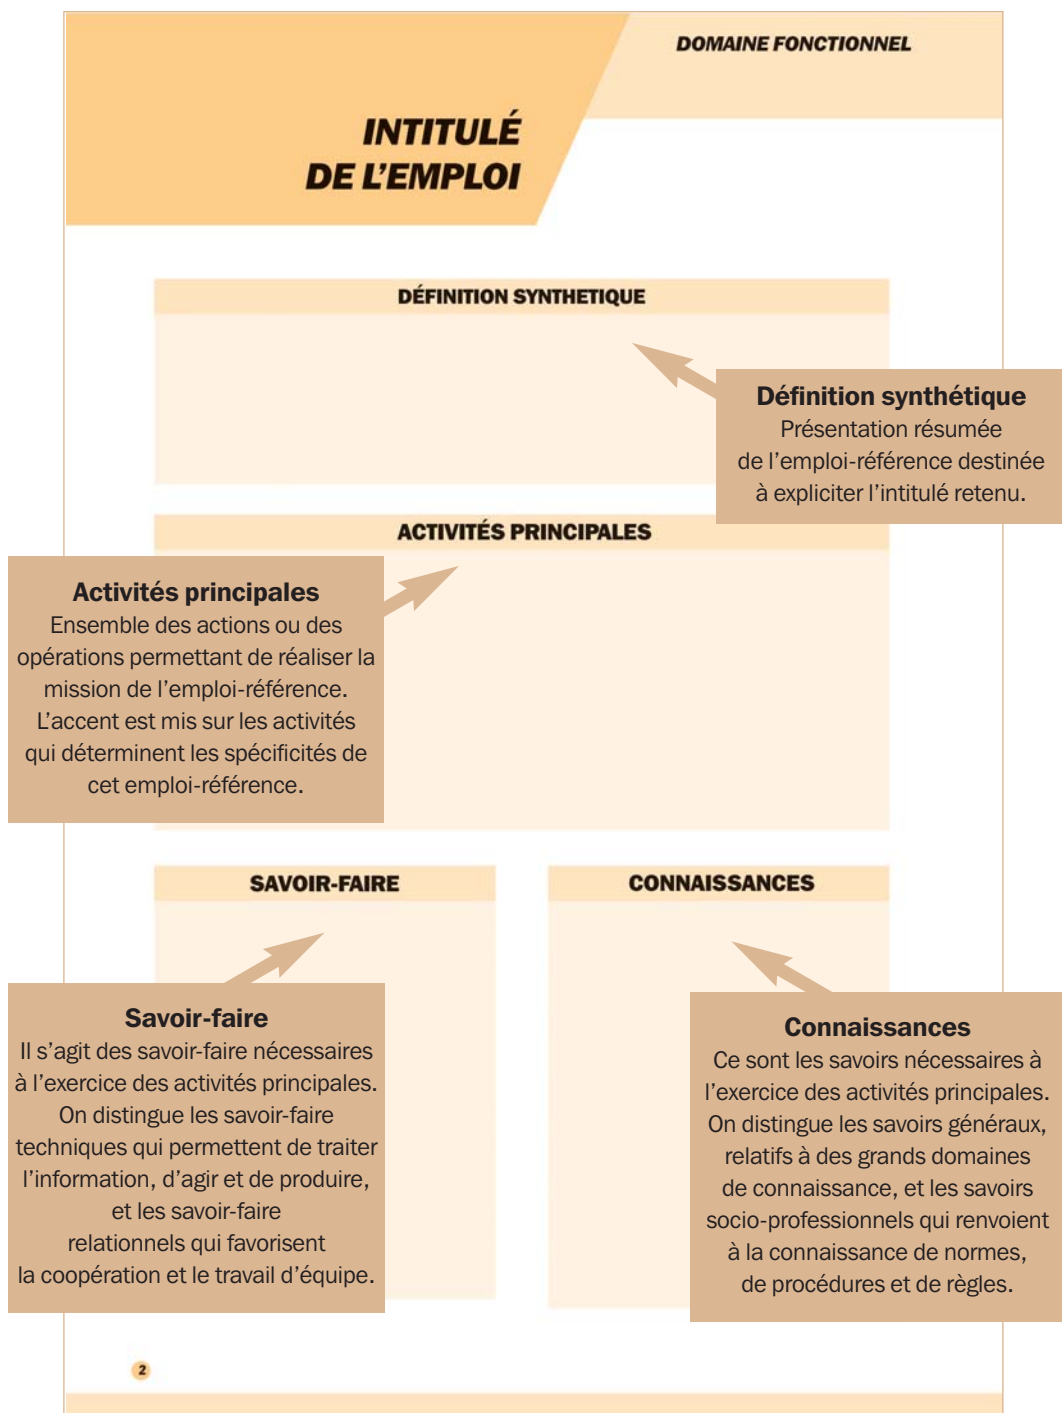 DOMAINE FONCTIONNEL
INTITULÉ
DE L’EMPLOI
DÉFINITION SYNTHETIQUE
Définition synthétique
Présentation résumée
de l’emploi-référence destinée
à expliciter l’intitulé retenu.
ACTIVITÉS PRINCIPALES
Activités principales
Ensemble des actions ou des
opérations permettant de réaliser la
mission de l’emploi-référence.
L’accent est mis sur les activités
qui déterminent les spécificités de
cet emploi-référence.
SAVOIR-FAIRE
Savoir-faire
Il s’agit des savoir-faire nécessaires
à l’exercice des activités principales.
On distingue les savoir-faire
techniques qui permettent de traiter
l’information, d’agir et de produire,
et les savoir-faire
relationnels qui favorisent
la coopération et le travail d’équipe.
CONNAISSANCES
Connaissances
Ce sont les savoirs nécessaires à
l’exercice des activités principales.
On distingue les savoirs généraux,
relatifs à des grands domaines
de connaissance, et les savoirs
socio-professionnels qui renvoient
à la connaissance de normes,
de procédures et de règles.
2